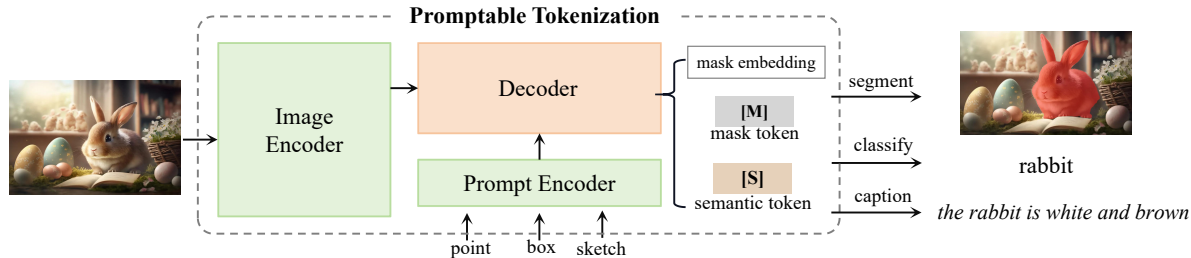 Promptable Tokenization
Image
Encoder
Decoder
Prompt Encoder
point
box
sketch
mask embedding
[M]
mask token
[S]
semantic token
segment
classify
caption
rabbit
the rabbit is white and brown